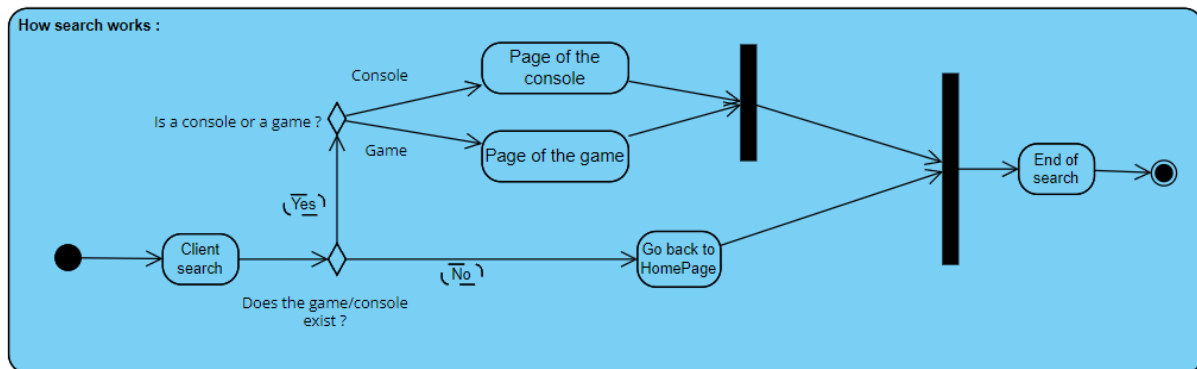 How search works :
Console
Page of the
console
Is a console or a game ?
Game
Page of the game
End of
search
Yes
Client
search
No
Go back to
HomePage
Does the game/console
exist ?